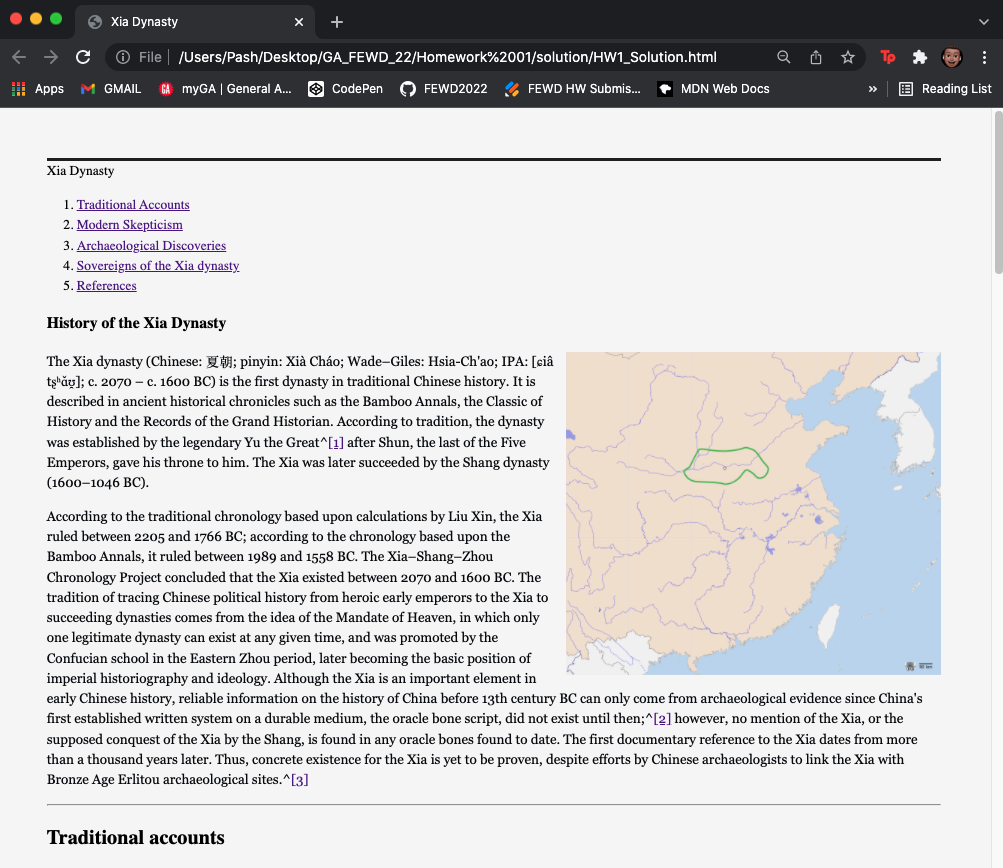 Xia Dynasty
File /Users/Pash/Desktop/GA_FEWD_22/Homework%2001/solution/HW1_Solution.html
Tp
Apps GMAIL GA myGA | General A... CodePen FEWD2022 FEWD HW Submis... MDN Web Docs » Reading List
Xia Dynasty
1. Traditional Accounts
2. Modern Skepticism
3. Archaeological Discoveries
4. Sovereigns of the Xia dynasty
5. References
History of the Xia Dynasty
The Xia dynasty (Chinese: 夏朝; pinyin: Xià Cháo; Wade–Giles: Hsia-Ch'ao; IPA: [ɕiâ
tʂʰɑ̌ʊ̯]; c. 2070 – c. 1600 BC) is the first dynasty in traditional Chinese history. It is
described in ancient historical chronicles such as the Bamboo Annals, the Classic of
History and the Records of the Grand Historian. According to tradition, the dynasty
was established by the legendary Yu the Great^[1] after Shun, the last of the Five
Emperors, gave his throne to him. The Xia was later succeeded by the Shang dynasty
(1600–1046 BC).
According to the traditional chronology based upon calculations by Liu Xin, the Xia
ruled between 2205 and 1766 BC; according to the chronology based upon the
Bamboo Annals, it ruled between 1989 and 1558 BC. The Xia–Shang–Zhou
Chronology Project concluded that the Xia existed between 2070 and 1600 BC. The
tradition of tracing Chinese political history from heroic early emperors to the Xia to
succeeding dynasties comes from the idea of the Mandate of Heaven, in which only
one legitimate dynasty can exist at any given time, and was promoted by the
Confucian school in the Eastern Zhou period, later becoming the basic position of
imperial historiography and ideology. Although the Xia is an important element in
early Chinese history, reliable information on the history of China before 13th century BC can only come from archaeological evidence since China's
first established written system on a durable medium, the oracle bone script, did not exist until then;^[2] however, no mention of the Xia, or the
supposed conquest of the Xia by the Shang, is found in any oracle bones found to date. The first documentary reference to the Xia dates from more
than a thousand years later. Thus, concrete existence for the Xia is yet to be proven, despite efforts by Chinese archaeologists to link the Xia with
Bronze Age Erlitou archaeological sites.^[3]
Traditional accounts